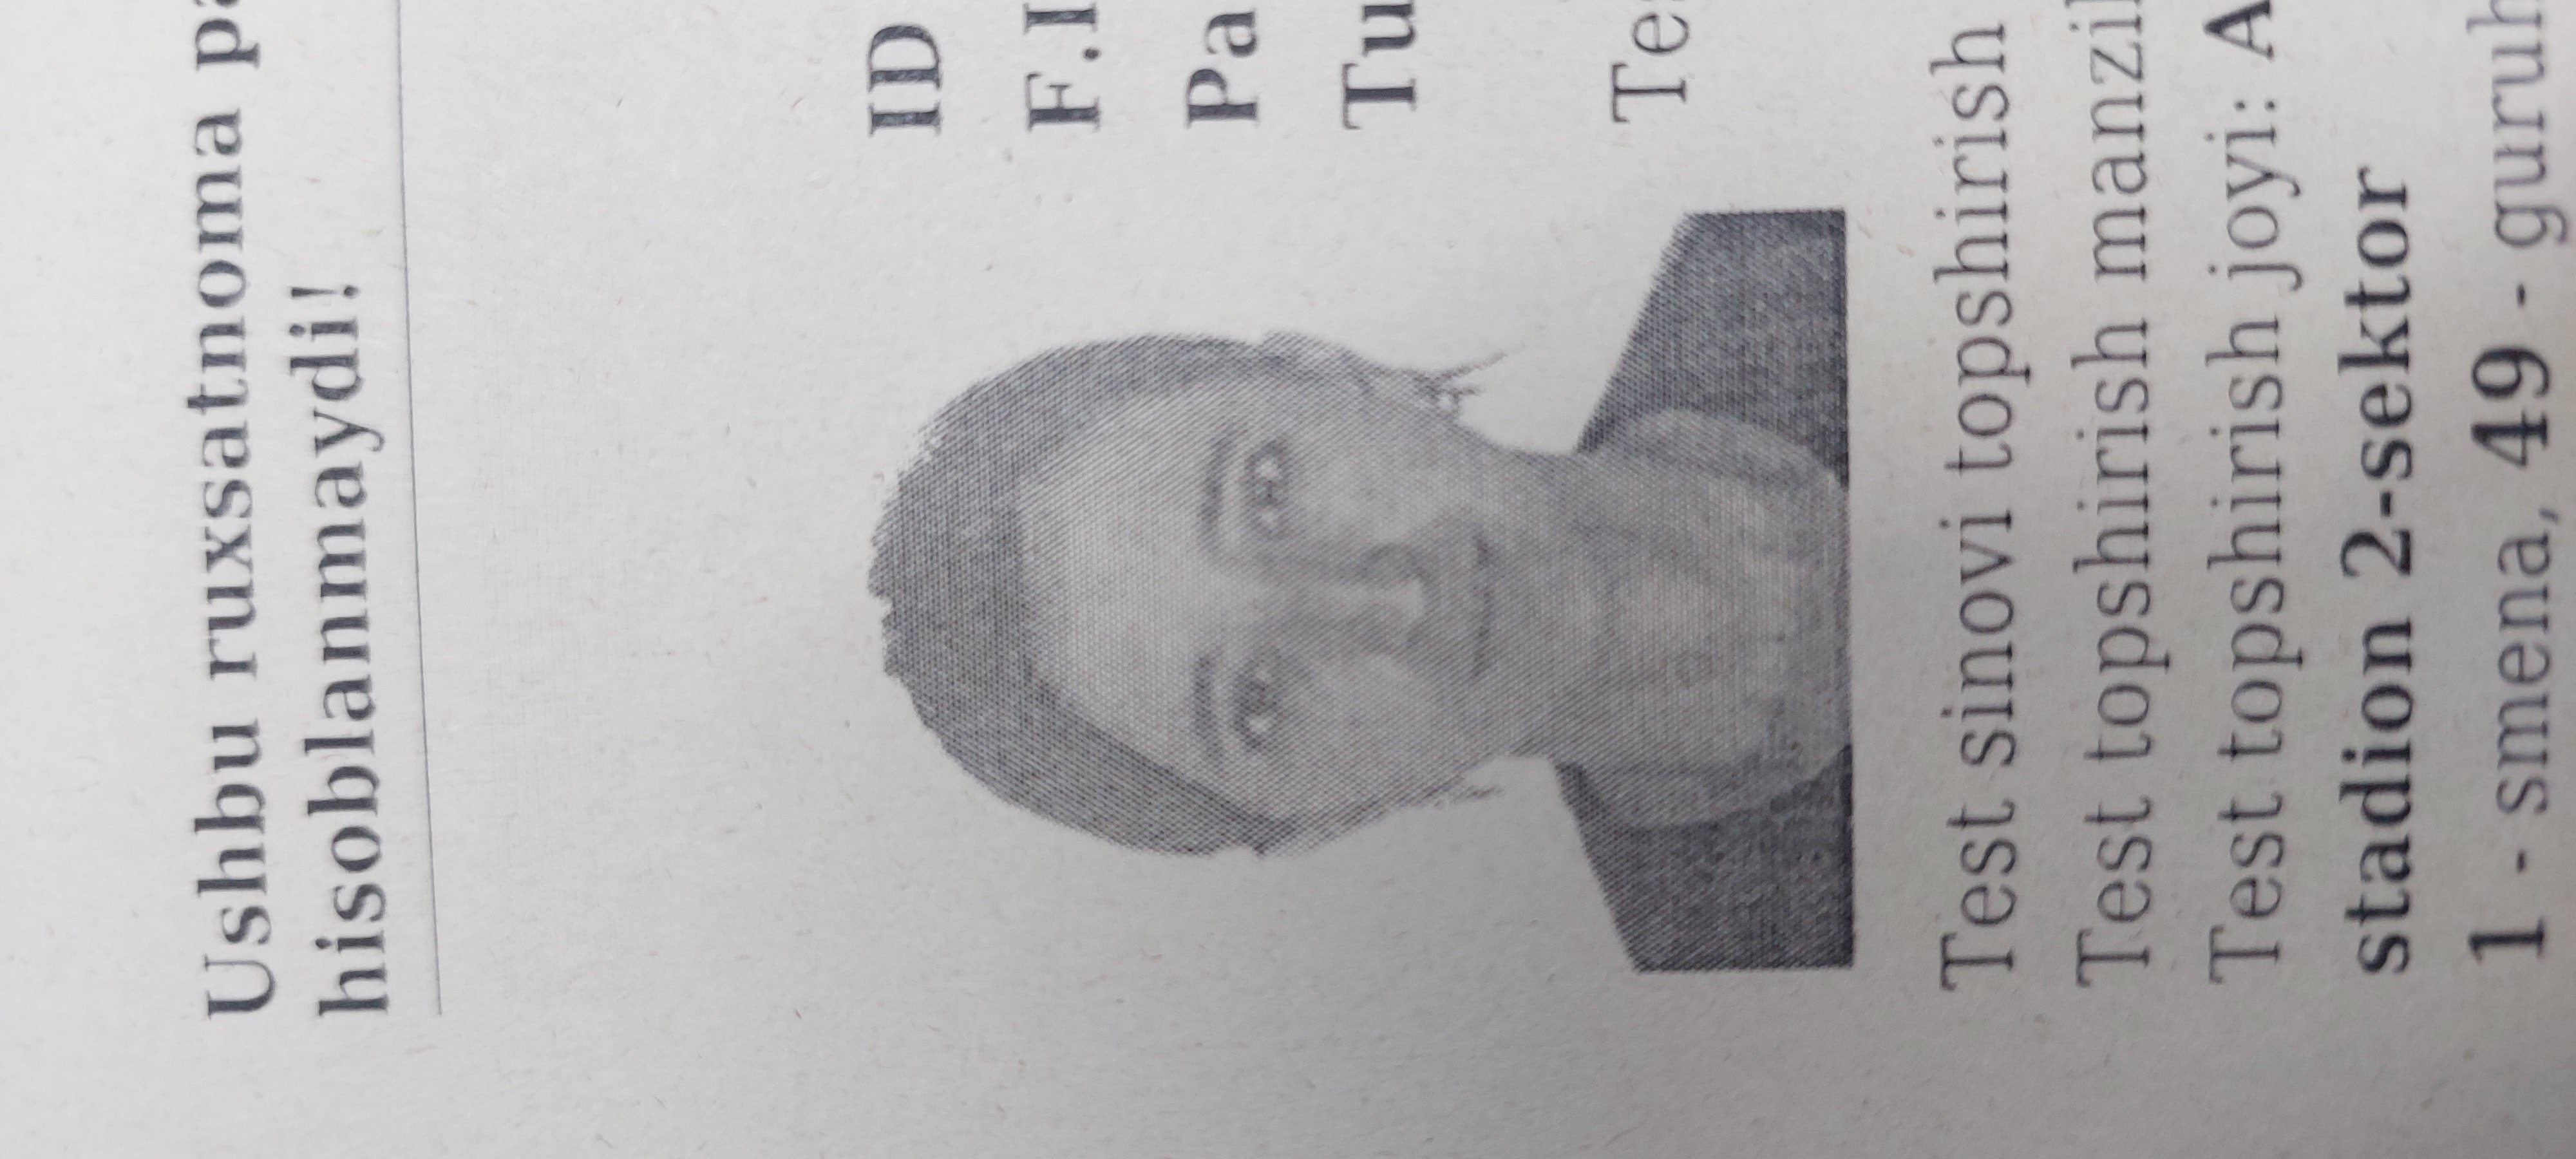 Ushbu ruxsatnoma pa
hisoblanmaydi!
ID
F.I
Pa
Tu
Te
Test sinovi topshirish
Test topshirish manzil
Test topshirish joyi: A
stadion 2-sektor
1 - smena, 49 - guruh